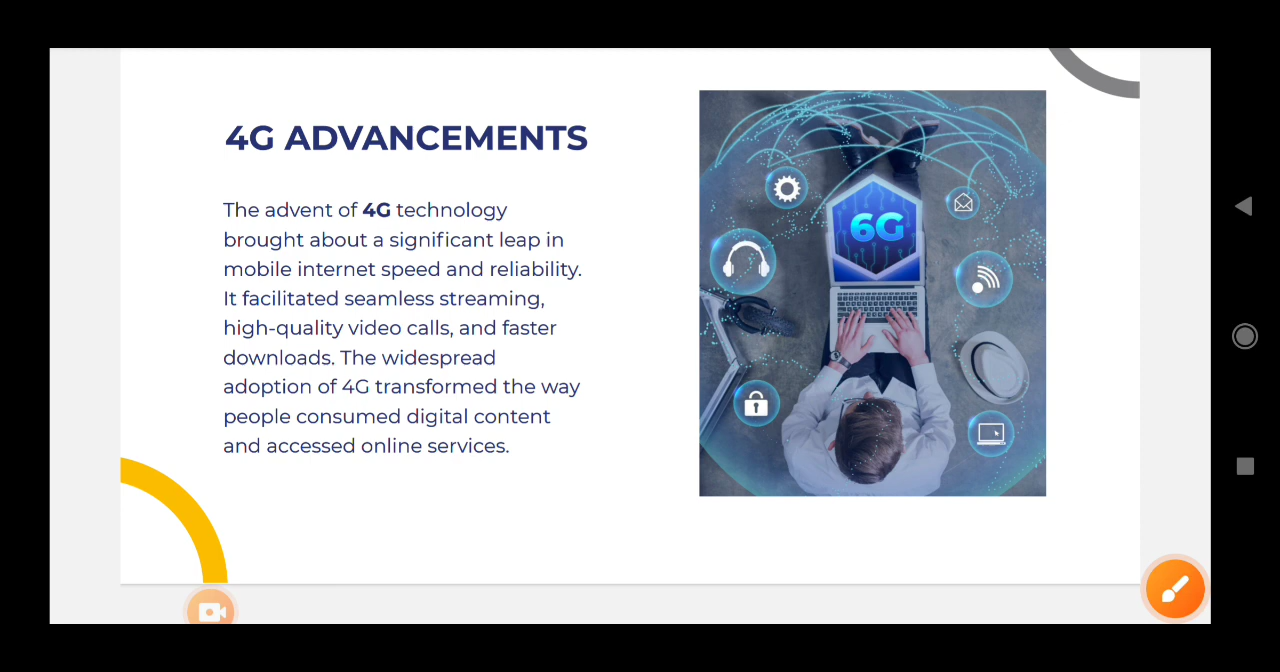 4G ADVANCEMENTS
The advent of 4G technology
brought about a significant leap in
mobile internet speed and reliability.
It facilitated seamless streaming,
high-quality video calls, and faster
downloads. The widespread
adoption of 4G transformed the way
people consumed digital content
and accessed online services.
6G